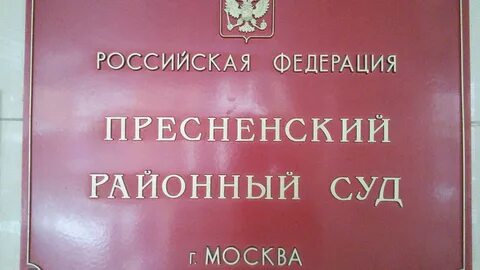 РОССИЙСКАЯ ФЕДЕРАЦИЯ
ПРЕСНЕНСКИЙ
РАЙОННЫЙ СУД
г. МОСКВА